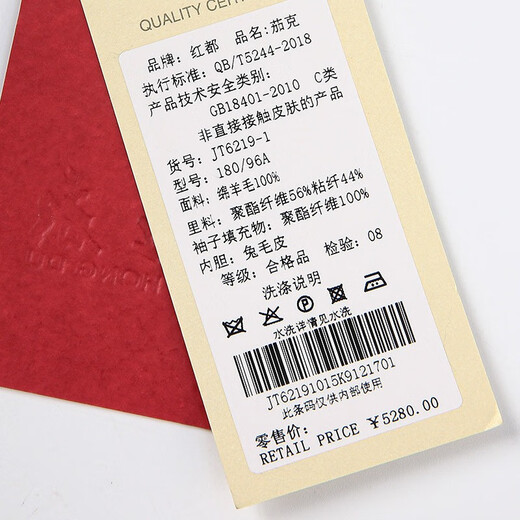 QUALITY CERT
品牌: 红都 品名:茄克
执行标准: QB/T5244-2018
产品技术安全类别:
GB18401-2010 C类
非直接接触皮肤的产品
货号: JT6219-1
型号: 180/96A
面料: 绵羊毛100%
里料: 聚酯纤维56%粘纤44%
袖子填充物: 聚酯纤维100%
内胆: 兔毛皮
等级: 合格品 检验: 08
洗涤说明
P
水洗详情见水洗
JT62191015K9121701
此条码仅供内部使用
零售价:
RETAIL PRICE ¥5280.00